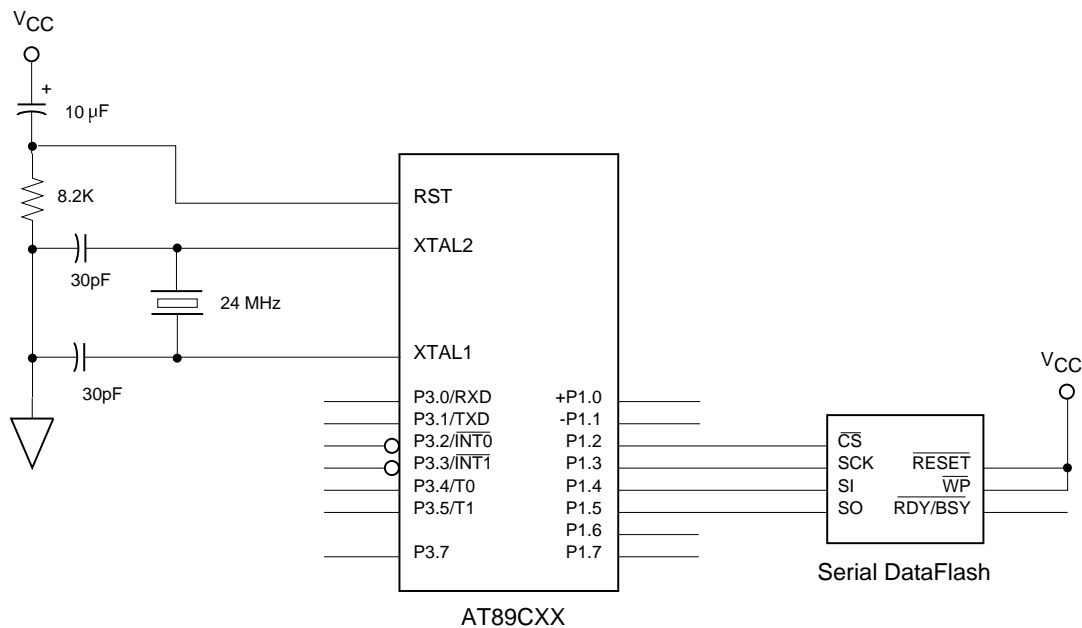 VCC
+
10 µF
8.2K
30pF
24 MHz
30pF
RST
XTAL2
XTAL1
P3.0/RXD
P3.1/TXD
P3.2/INT0
P3.3/INT1
P3.4/T0
P3.5/T1
P3.7
+P1.0
-P1.1
P1.2
P1.3
P1.4
P1.5
P1.6
P1.7
AT89CXX
CS
SCK
SI
SO
RESET
WP
RDY/BSY
Serial DataFlash
VCC